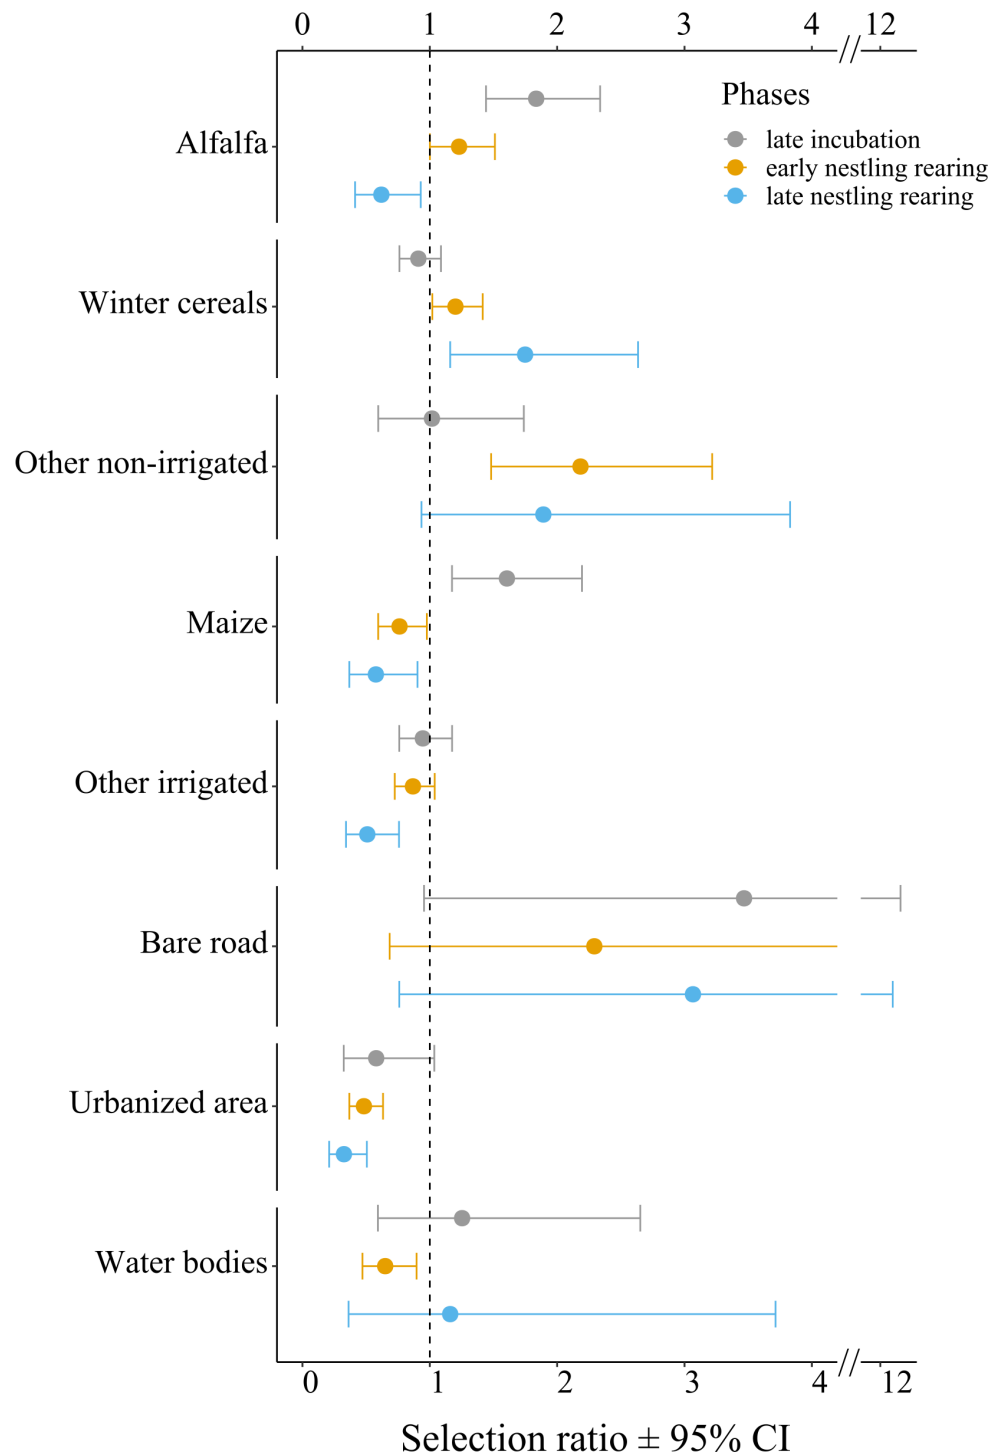 0 1 2 3 4 12
Phases
late incubation
early nestling rearing
late nestling rearing
Alfalfa
Winter cereals
Other non-irrigated
Maize
Other irrigated
Bare road
Urbanized area
Water bodies
0 1 2 3 4 12
Selection ratio ± 95% CI